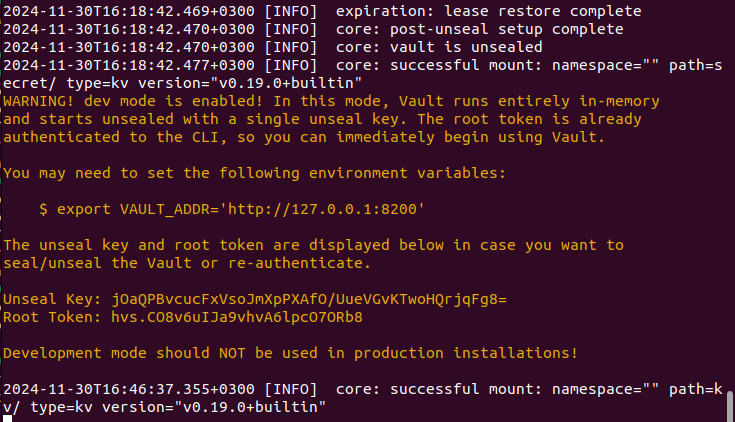 2024-11-30T16:18:42.469+0300 [INFO]  expiration: lease restore complete
2024-11-30T16:18:42.470+0300 [INFO]  core: post-unseal setup complete
2024-11-30T16:18:42.470+0300 [INFO]  core: vault is unsealed
2024-11-30T16:18:42.477+0300 [INFO]  core: successful mount: namespace="" path=s
ecret/ type=kv version="v0.19.0+builtin"
WARNING! dev mode is enabled! In this mode, Vault runs entirely in-memory
and starts unsealed with a single unseal key. The root token is already
authenticated to the CLI, so you can immediately begin using Vault.
You may need to set the following environment variables:
$ export VAULT_ADDR='http://127.0.0.1:8200'
The unseal key and root token are displayed below in case you want to
seal/unseal the Vault or re-authenticate.
Unseal Key: jOaQPBvcucFxVsoJmXpPXAfO/UueVGvKTwoHQrjqFg8=
Root Token: hvs.CO8v6uIJa9vhvA6lpcO7ORb8
Development mode should NOT be used in production installations!
2024-11-30T16:46:37.355+0300 [INFO]  core: successful mount: namespace="" path=k
v/ type=kv version="v0.19.0+builtin"